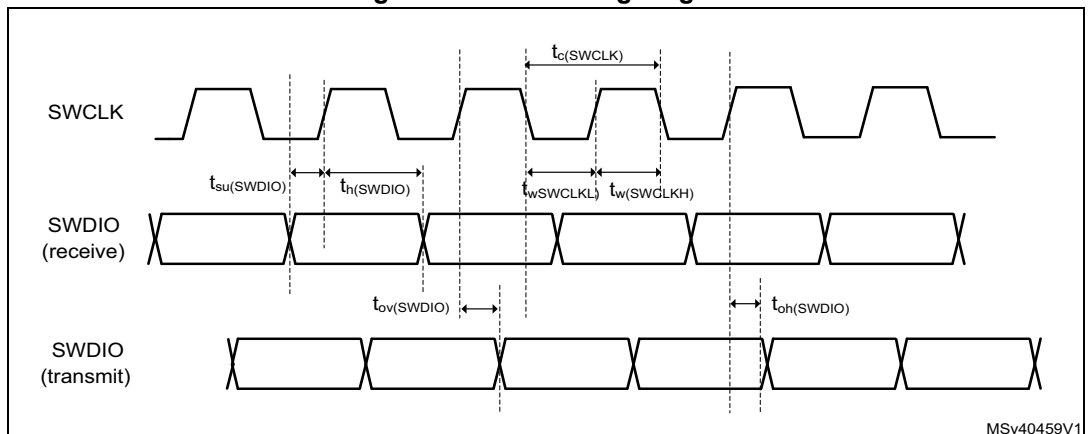 tc(SWCLK)
SWCLK
tsu(SWDIO)
th(SWDIO)
twSWCLKL)
tw(SWCLKH)
SWDIO
(receive)
tov(SWDIO)
toh(SWDIO)
SWDIO
(transmit)
MSv40459V1